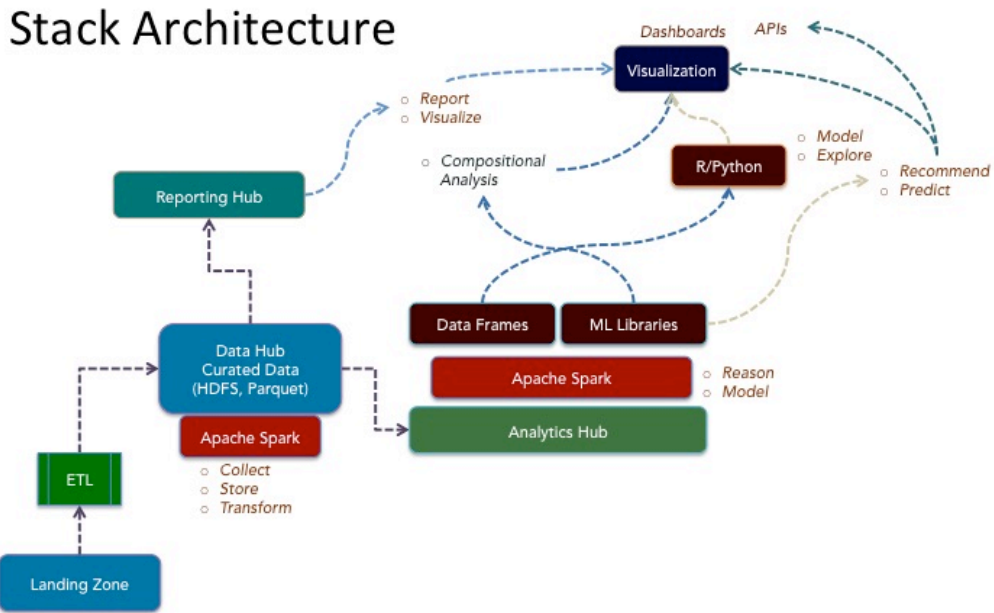 Stack Architecture
Dashboards
APIs
Visualization
○ Report
○ Visualize
○ Model
○ Explore
○ Compositional
Analysis
R/Python
○ Recommend
○ Predict
Reporting Hub
Data Frames
ML Libraries
Data Hub
Curated Data
(HDFS, Parquet)
Apache Spark
○ Reason
○ Model
Analytics Hub
Apache Spark
○ Collect
○ Store
○ Transform
ETL
Landing Zone